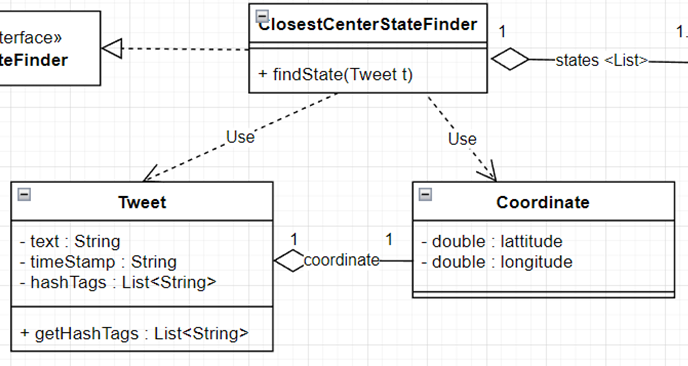 terface»
teFinder
ClosestCenterStateFinder
+ findState(Tweet t)
1
states <List>
1.
Use
Use
Tweet
- text : String
- timeStamp : String
- hashTags : List<String>
+ getHashTags : List<String>
1
coordinate
1
Coordinate
- double : lattitude
- double : longitude